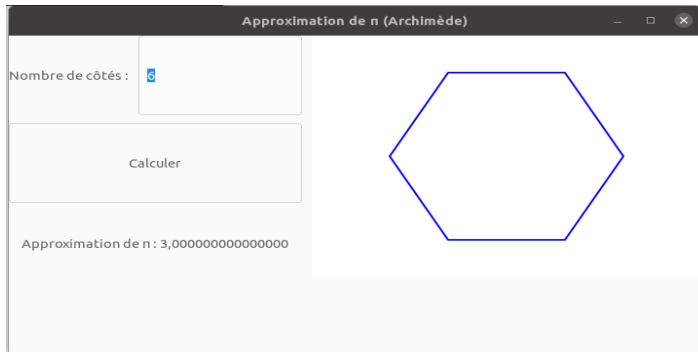 Approximation de π (Archimède)
Nombre de côtés : 6
Calculer
Approximation de π : 3,000000000000000